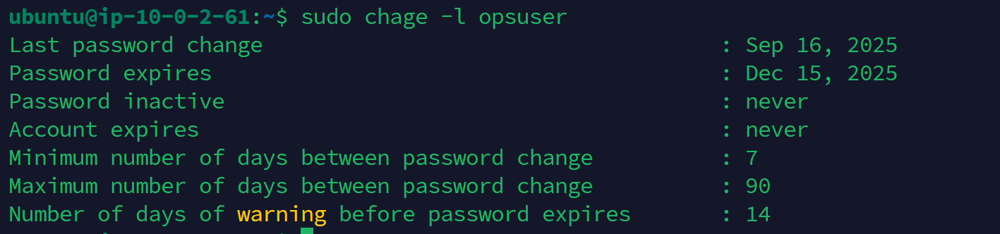 ubuntu@ip-10-0-2-61:~$ sudo chage -l opsuser
Last password change : Sep 16, 2025
Password expires : Dec 15, 2025
Password inactive : never
Account expires : never
Minimum number of days between password change : 7
Maximum number of days between password change : 90
Number of days of warning before password expires : 14